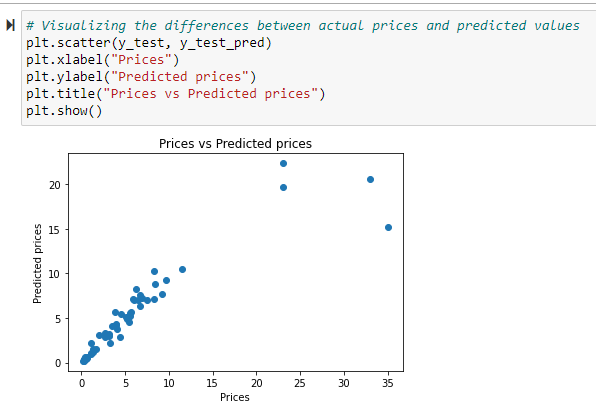 # Visualizing the differences between actual prices and predicted values
plt.scatter(y_test, y_test_pred)
plt.xlabel("Prices")
plt.ylabel("Predicted prices")
plt.title("Prices vs Predicted prices")
plt.show()
Prices vs Predicted prices
20
15
10
5
0
Predicted prices
0 5 10 15 20 25 30 35
Prices